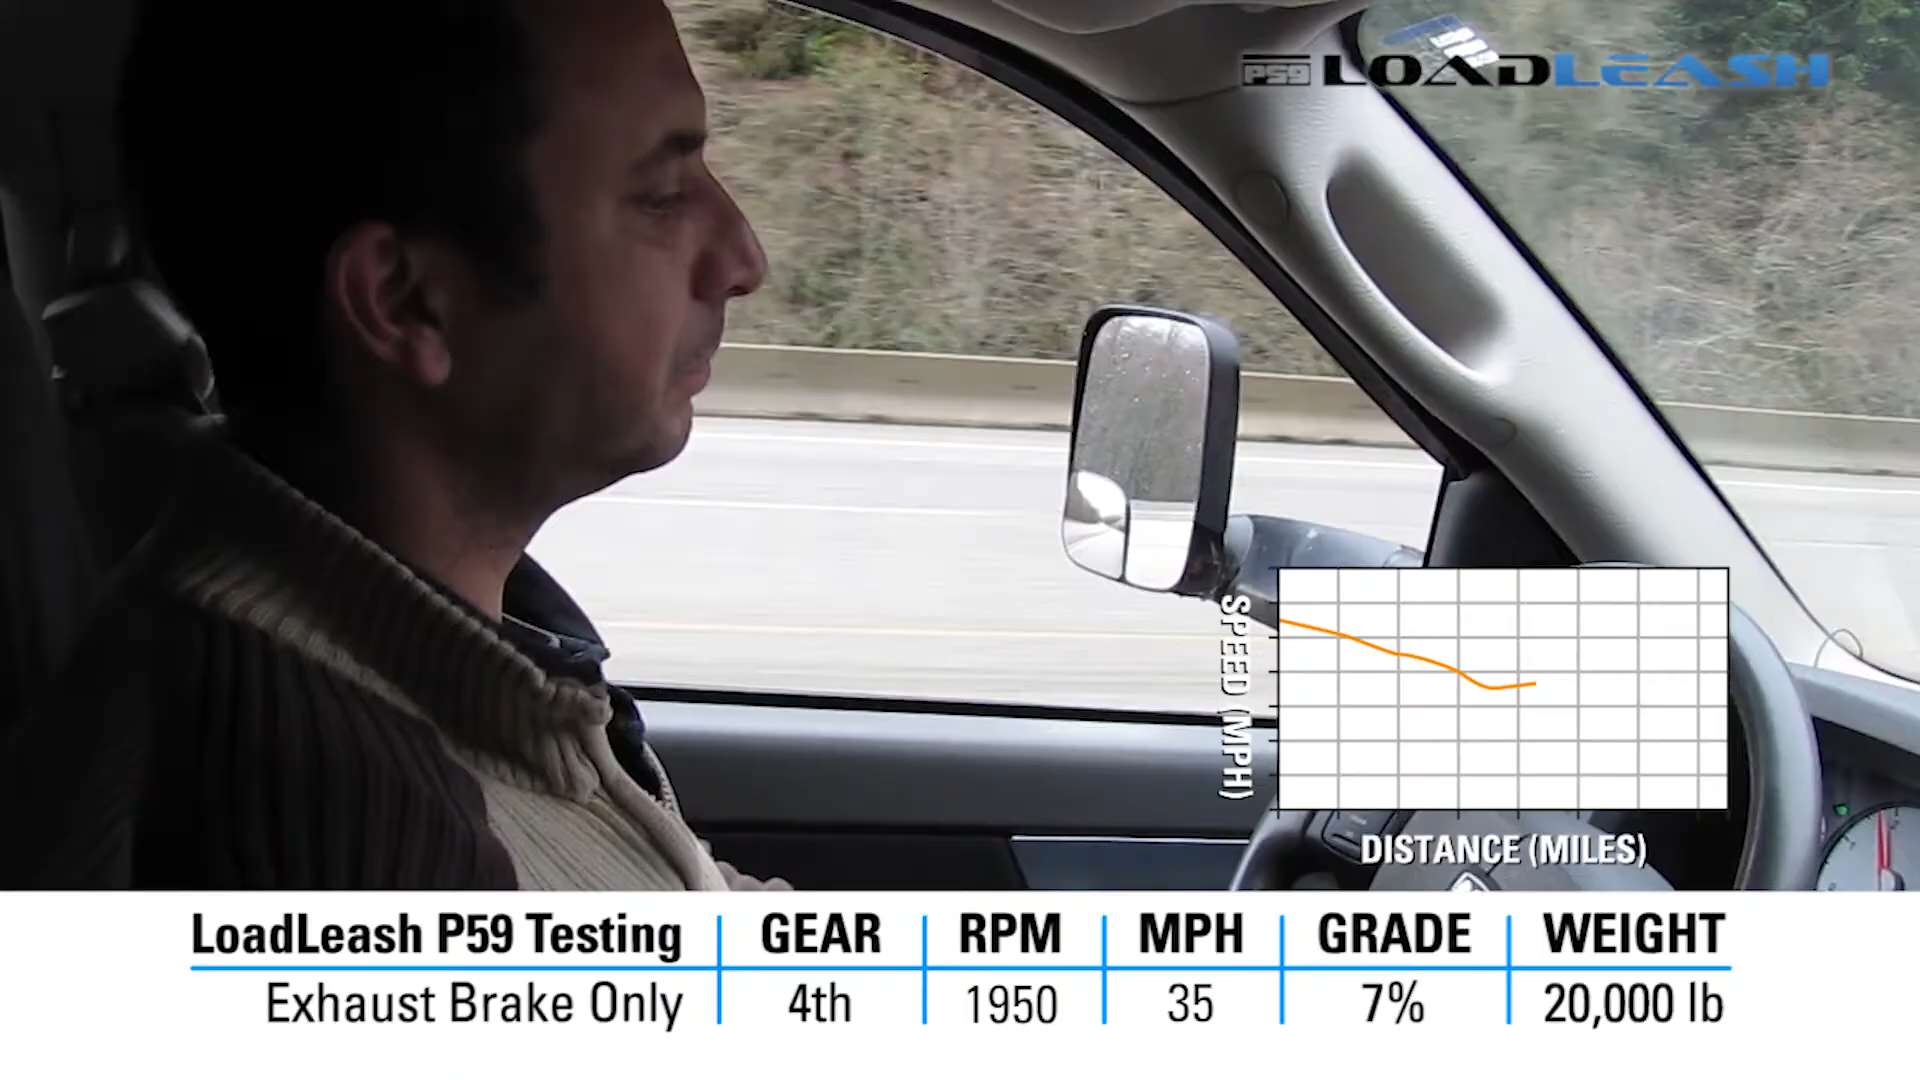 P59 LOADLEASH
SPEED (MPH)
DISTANCE (MILES)
LoadLeash P59 Testing GEAR RPM MPH GRADE WEIGHT
Exhaust Brake Only 4th 1950 35 7% 20,000 lb